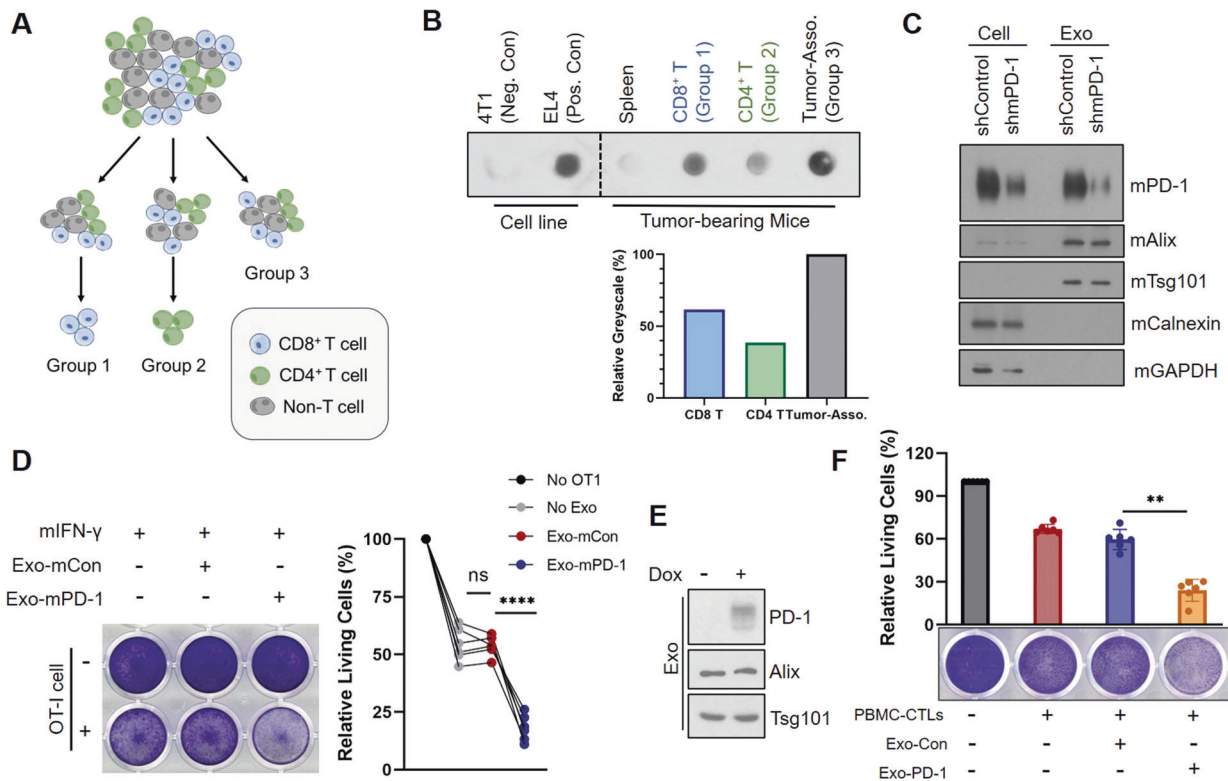 A
Group 3
Group 1
Group 2
CD8⁺ T cell
CD4⁺ T cell
Non-T cell
B
4T1
(Neg. Con)
EL4
(Pos. Con)
Spleen
CD8⁺ T
(Group 1)
CD4⁺ T
(Group 2)
Tumor-Asso.
(Group 3)
Cell line
Tumor-bearing Mice
Relative Greyscale (%)
100
50
0
CD8 T
CD4 T
Tumor-Asso.
C
Cell
Exo
shControl
shmPD-1
shControl
shmPD-1
mPD-1
mAlix
mTsg101
mCalnexin
mGAPDH
D
mIFN-γ + + +
Exo-mCon - + -
Exo-mPD-1 - - +
OT-I cell
-
+
Relative Living Cells (%)
100
75
50
25
0
ns
****
No OT1
No Exo
Exo-mCon
Exo-mPD-1
E
Dox - +
Exo
PD-1
Alix
Tsg101
F
Relative Living Cells (%)
120
90
60
30
0
**
PBMC-CTLs - + + +
Exo-Con - - + -
Exo-PD-1 - - - +